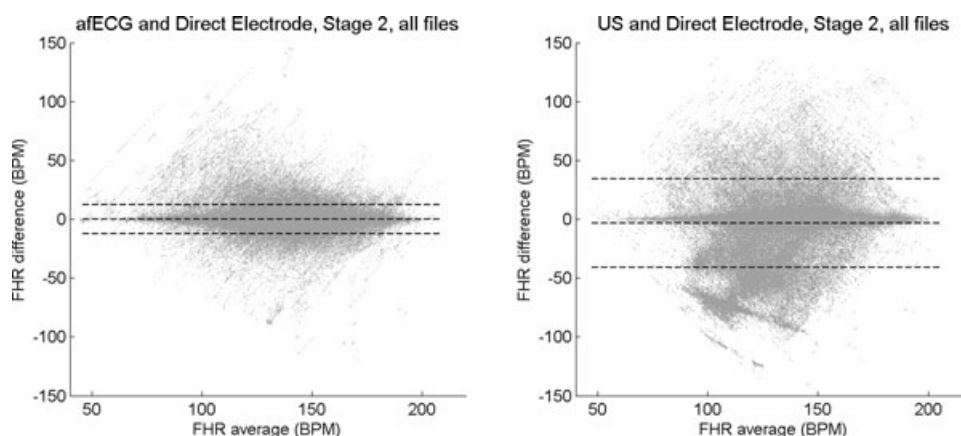 afECG and Direct Electrode, Stage 2, all files
150
100
50
0
-50
-100
-150
FHR difference (BPM)
50 100 150 200
FHR average (BPM)
US and Direct Electrode, Stage 2, all files
150
100
50
0
-50
-100
-150
FHR difference (BPM)
50 100 150 200
FHR average (BPM)